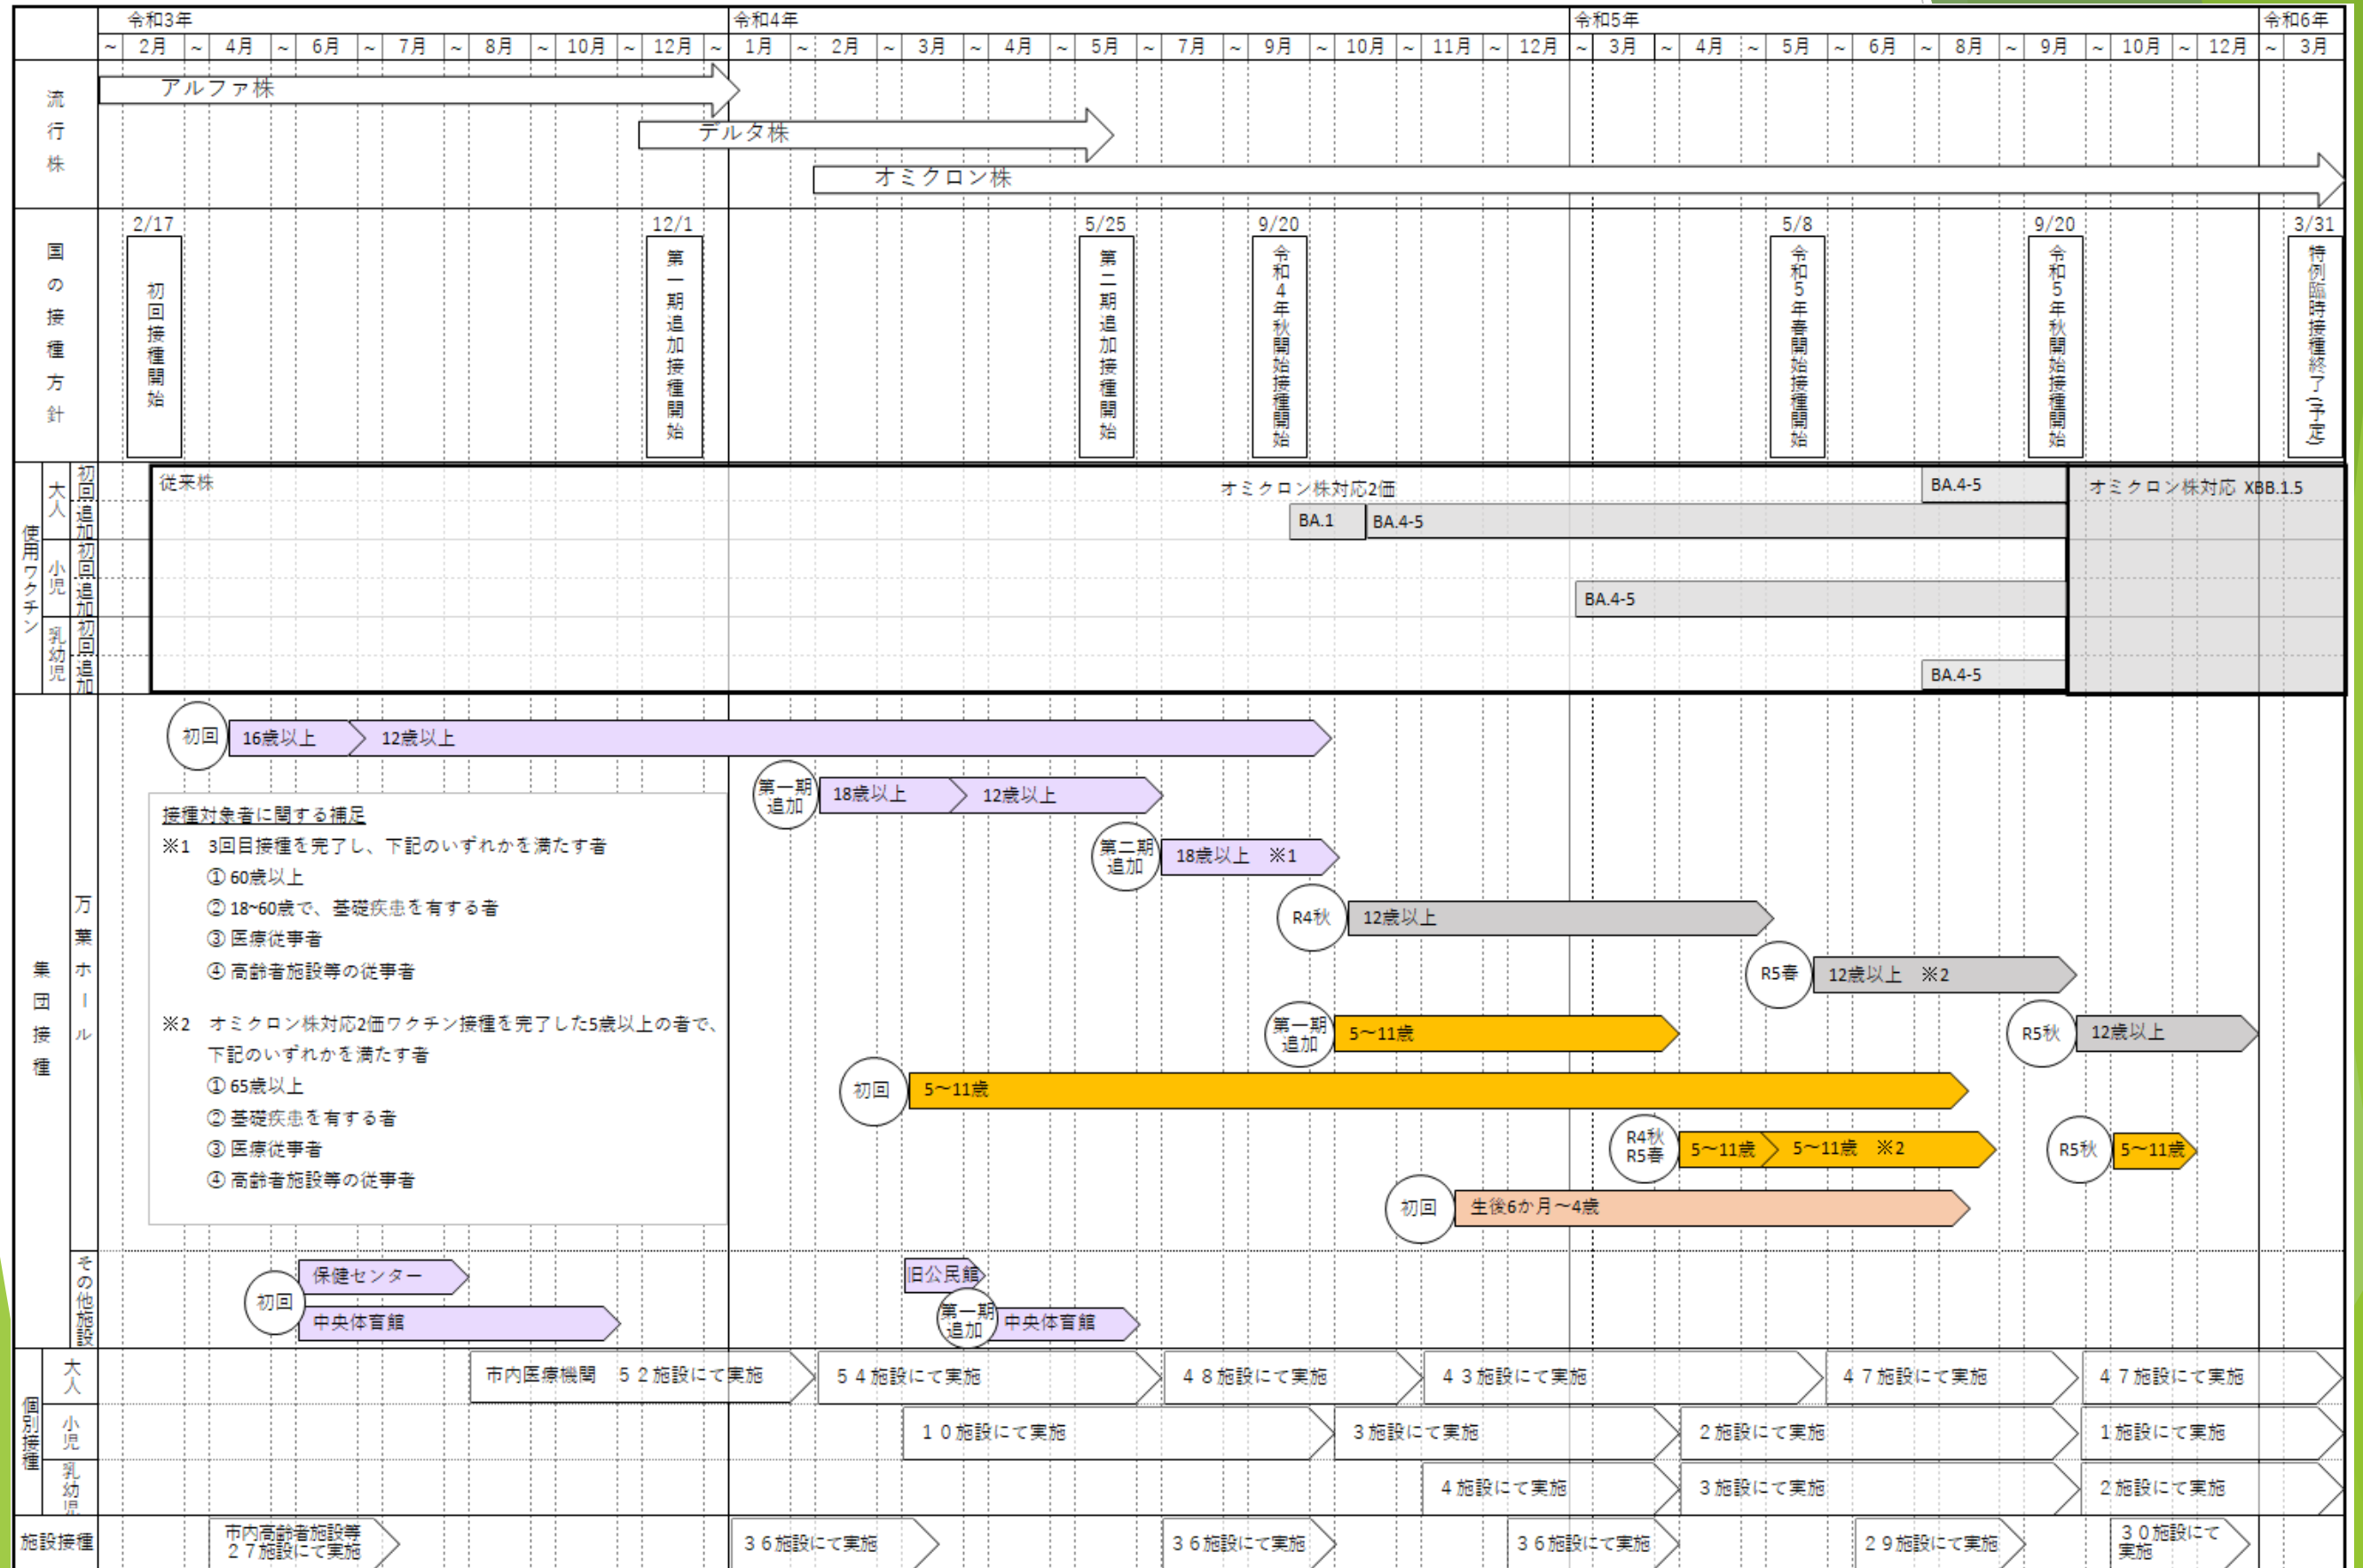 令和3年 令和4年 令和5年 令和6年
～ 2月 ～ 4月 ～ 6月 ～ 7月 ～ 8月 ～ 10月 ～ 12月 ～ 1月 ～ 2月 ～ 3月 ～ 4月 ～ 5月 ～ 7月 ～ 9月 ～ 10月 ～ 11月 ～ 12月 ～ 3月 ～ 4月 ～ 5月 ～ 6月 ～ 8月 ～ 9月 ～ 10月 ～ 12月 ～ 3月
流行株
アルファ株
デルタ株
オミクロン株
国の接種方針
2/17
初回接種開始
12/1
第一期追加接種開始
5/25
第二期追加接種開始
9/20
令和4年秋開始接種開始
5/8
令和5年春開始接種開始
9/20
令和5年秋開始接種開始
3/31
特例臨時接種終了(予定)
使用ワクチン
大人
初回
追加
小児
初回
追加
乳幼児
初回
追加
従来株
オミクロン株対応2価
BA.4-5
オミクロン株対応 XBB.1.5
BA.1
BA.4-5
BA.4-5
BA.4-5
集団接種
万葉ホール
初回 16歳以上 12歳以上
第一期
追加
18歳以上 12歳以上
第二期
追加
18歳以上 ※1
R4秋 12歳以上
R5春 12歳以上 ※2
第一期
追加
5～11歳
R5秋 12歳以上
初回 5～11歳
R4秋
R5春
5～11歳 5～11歳 ※2
R5秋 5～11歳
初回 生後6か月～4歳
接種対象者に関する補足
※1 3回目接種を完了し、下記のいずれかを満たす者
① 60歳以上
② 18~60歳で、基礎疾患を有する者
③ 医療従事者
④ 高齢者施設等の従事者
※2 オミクロン株対応2価ワクチン接種を完了した5歳以上の者で、
下記のいずれかを満たす者
① 65歳以上
② 基礎疾患を有する者
③ 医療従事者
④ 高齢者施設等の従事者
その他施設
初回
保健センター
中央体育館
旧公民館
第一期
追加
中央体育館
個別接種
大人
市内医療機関 ５２施設にて実施 ５４施設にて実施 ４８施設にて実施 ４３施設にて実施 ４７施設にて実施 ４７施設にて実施
小児
１０施設にて実施 ３施設にて実施 ２施設にて実施 １施設にて実施
乳幼児
４施設にて実施 ３施設にて実施 ２施設にて実施
施設接種
市内高齢者施設等
２７施設にて実施
３６施設にて実施 ３６施設にて実施 ３６施設にて実施 ２９施設にて実施
３０施設にて
実施